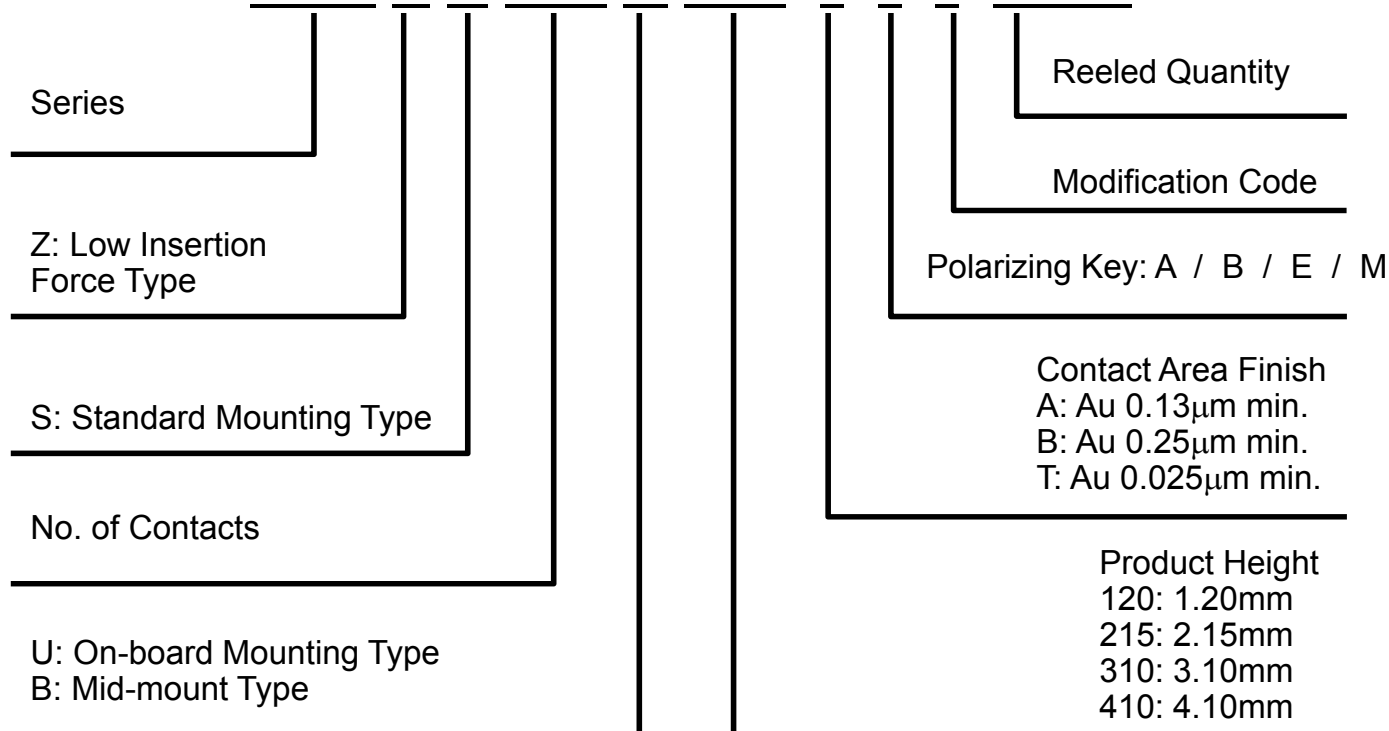 Series
Z: Low Insertion
Force Type
S: Standard Mounting Type
No. of Contacts
U: On-board Mounting Type
B: Mid-mount Type
Reeled Quantity
Modification Code
Polarizing Key: A / B / E / M
Contact Area Finish
A: Au 0.13μm min.
B: Au 0.25μm min.
T: Au 0.025μm min.
Product Height
120: 1.20mm
215: 2.15mm
310: 3.10mm
410: 4.10mm